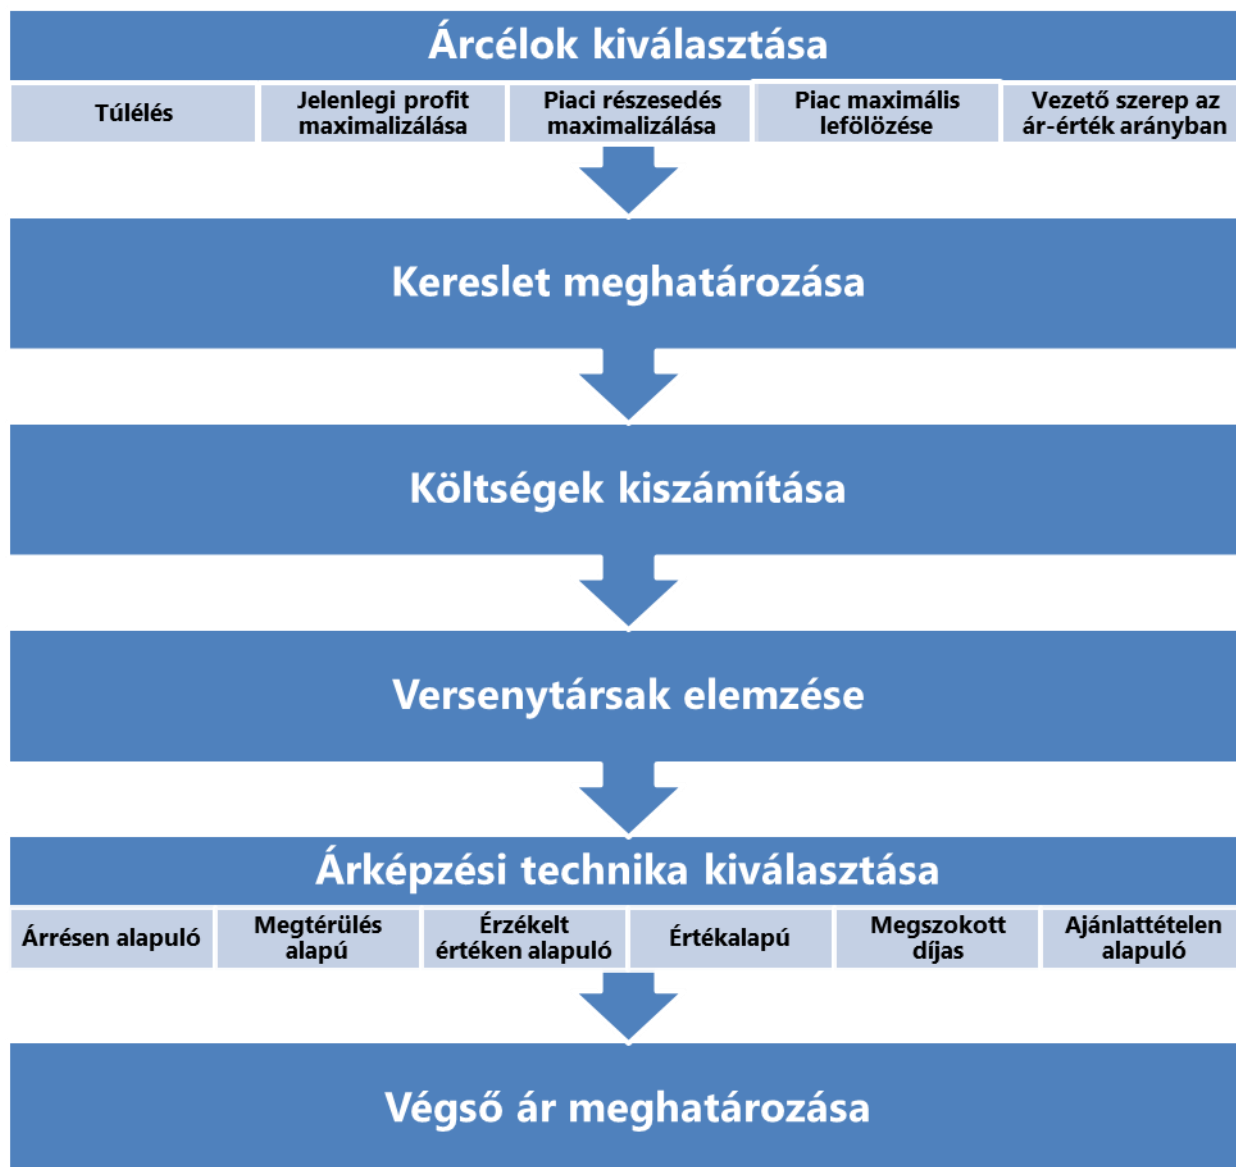 Árcélok kiválasztása
Túlélés
Jelenlegi profit
maximalizálása
Piaci részesedés
maximalizálása
Piac maximális
lefölözése
Vezető szerep az
ár-érték arányban
Kereslet meghatározása
Költségek kiszámítása
Versenytársak elemzése
Árképzési technika kiválasztása
Árrésen alapuló
Megtérülés
alapú
Érzékelt
értéken alapuló
Értékalapú
Megszokott
díjas
Ajánlattételen
alapuló
Végső ár meghatározása